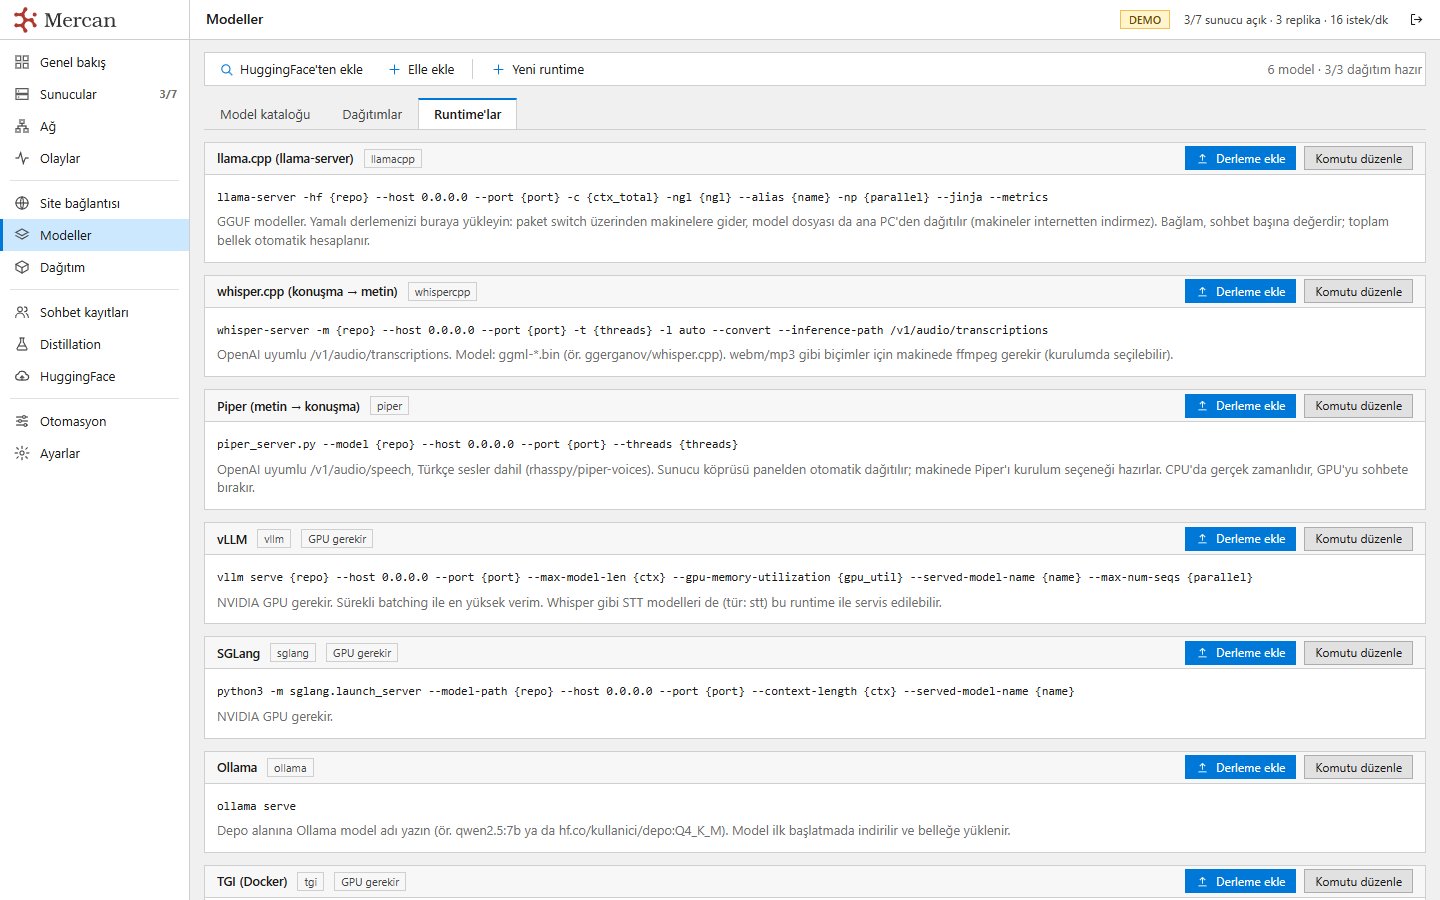 Mercan
Modeller
DEMO
3/7 sunucu açık · 3 replika · 16 istek/dk
Genel bakış
Sunucular 3/7
Ağ
Olaylar
Site bağlantısı
Modeller
Dağıtım
Sohbet kayıtları
Distillation
HuggingFace
Otomasyon
Ayarlar
HuggingFace'ten ekle
Elle ekle
Yeni runtime
6 model · 3/3 dağıtım hazır
Model kataloğu
Dağıtımlar
Runtime'lar
llama.cpp (llama-server) llamacpp Derleme ekle Komutu düzenle
llama-server -hf {repo} --host 0.0.0.0 --port {port} -c {ctx_total} -ngl {ngl} --alias {name} -np {parallel} --jinja --metrics
GGUF modeller. Yamalı derlemenizi buraya yükleyin: paket switch üzerinden makinelere gider, model dosyası da ana PC'den dağıtılır (makineler internetten indirmez). Bağlam, sohbet başına değerdir; toplam
bellek otomatik hesaplanır.
whisper.cpp (konuşma → metin) whispercpp Derleme ekle Komutu düzenle
whisper-server -m {repo} --host 0.0.0.0 --port {port} -t {threads} -l auto --convert --inference-path /v1/audio/transcriptions
OpenAI uyumlu /v1/audio/transcriptions. Model: ggml-*.bin (ör. ggerganov/whisper.cpp). webm/mp3 gibi biçimler için makinede ffmpeg gerekir (kurulumda seçilebilir).
Piper (metin → konuşma) piper Derleme ekle Komutu düzenle
piper_server.py --model {repo} --host 0.0.0.0 --port {port} --threads {threads}
OpenAI uyumlu /v1/audio/speech, Türkçe sesler dahil (rhasspy/piper-voices). Sunucu köprüsü panelden otomatik dağıtılır; makinede Piper'ı kurulum seçeneği hazırlar. CPU'da gerçek zamanlıdır, GPU'yu sohbete
bırakır.
vLLM vllm GPU gerekir Derleme ekle Komutu düzenle
vllm serve {repo} --host 0.0.0.0 --port {port} --max-model-len {ctx} --gpu-memory-utilization {gpu_util} --served-model-name {name} --max-num-seqs {parallel}
NVIDIA GPU gerekir. Sürekli batching ile en yüksek verim. Whisper gibi STT modelleri de (tür: stt) bu runtime ile servis edilebilir.
SGLang sglang GPU gerekir Derleme ekle Komutu düzenle
python3 -m sglang.launch_server --model-path {repo} --host 0.0.0.0 --port {port} --context-length {ctx} --served-model-name {name}
NVIDIA GPU gerekir.
Ollama ollama Derleme ekle Komutu düzenle
ollama serve
Depo alanına Ollama model adı yazın (ör. qwen2.5:7b ya da hf.co/kullanici/depo:Q4_K_M). Model ilk başlatmada indirilir ve belleğe yüklenir.
TGI (Docker) tgi GPU gerekir Derleme ekle Komutu düzenle